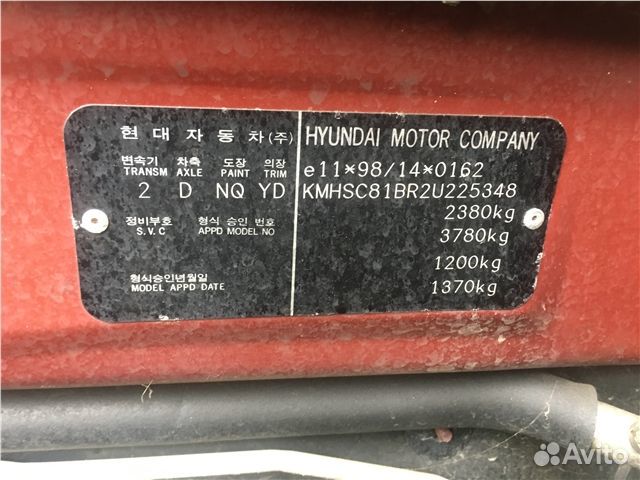 현대자동차(주) HYUNDAI MOTOR COMPANY
변속기 차축 도장 의장
TRANSM AXLE PAINT TRIM
e11*98/14*0162
2 D NQ YD KMHSC81BR2U225348
2380kg
정비부호 형식 승인 번호
S.V.C APPD MODEL NO
3780kg
1200kg
형식승인년월일
MODEL APPD DATE
1370kg
Avito